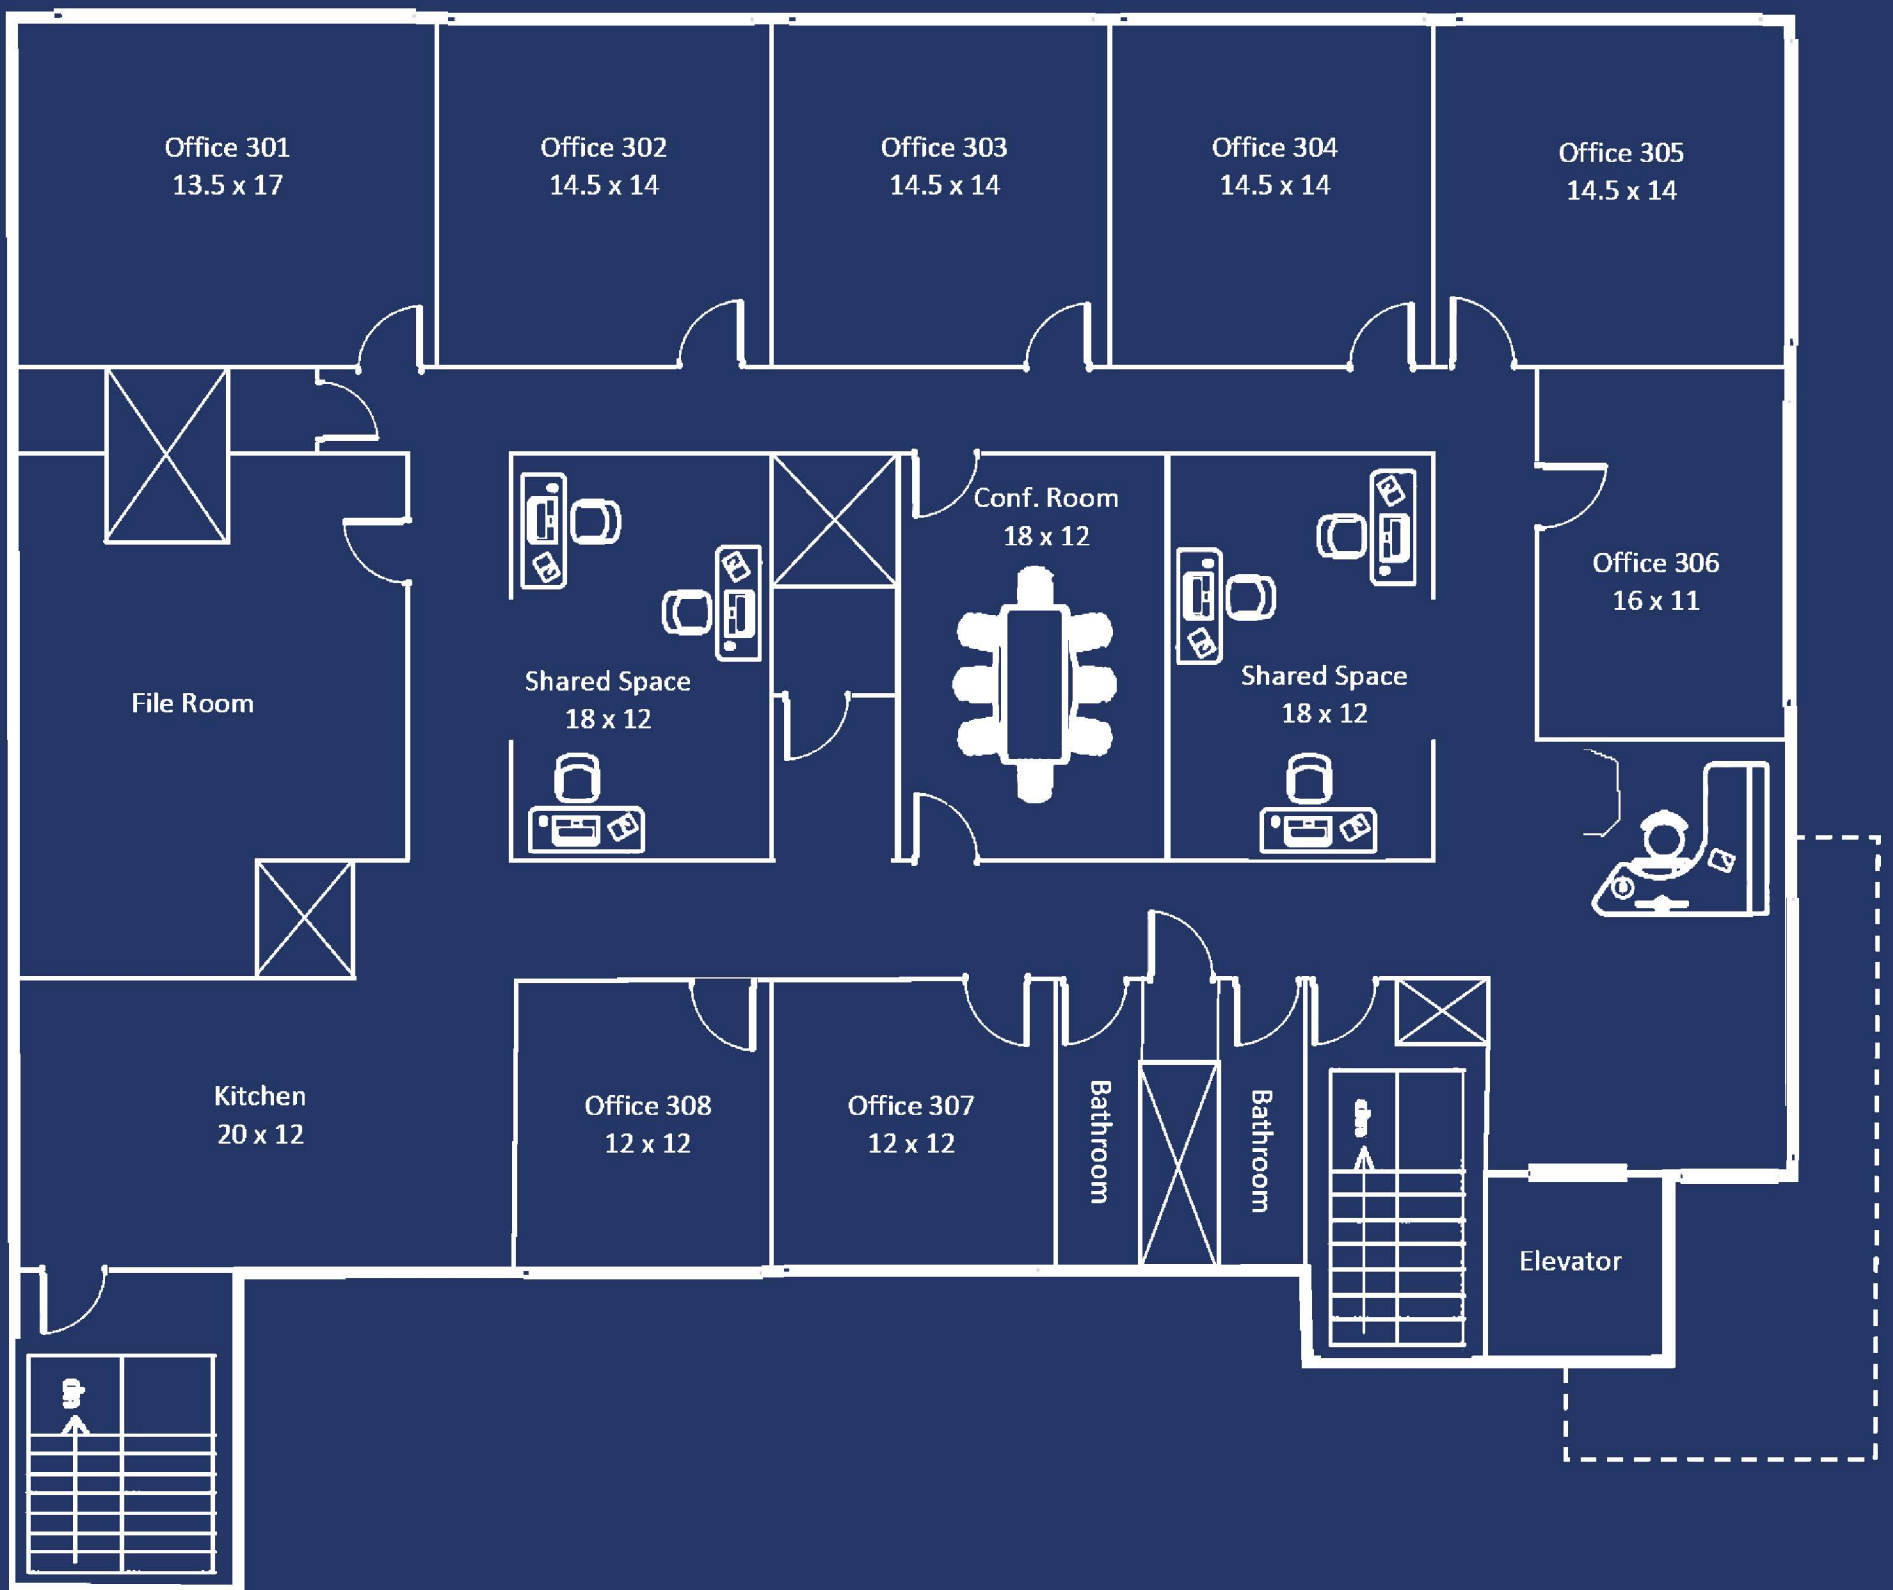 Office 301
13.5 x 17
Office 302
14.5 x 14
Office 303
14.5 x 14
Office 304
14.5 x 14
Office 305
14.5 x 14
Conf. Room
18 x 12
Office 306
16 x 11
File Room
Shared Space
18 x 12
Shared Space
18 x 12
Kitchen
20 x 12
Office 308
12 x 12
Office 307
12 x 12
Bathroom
Bathroom
Elevator